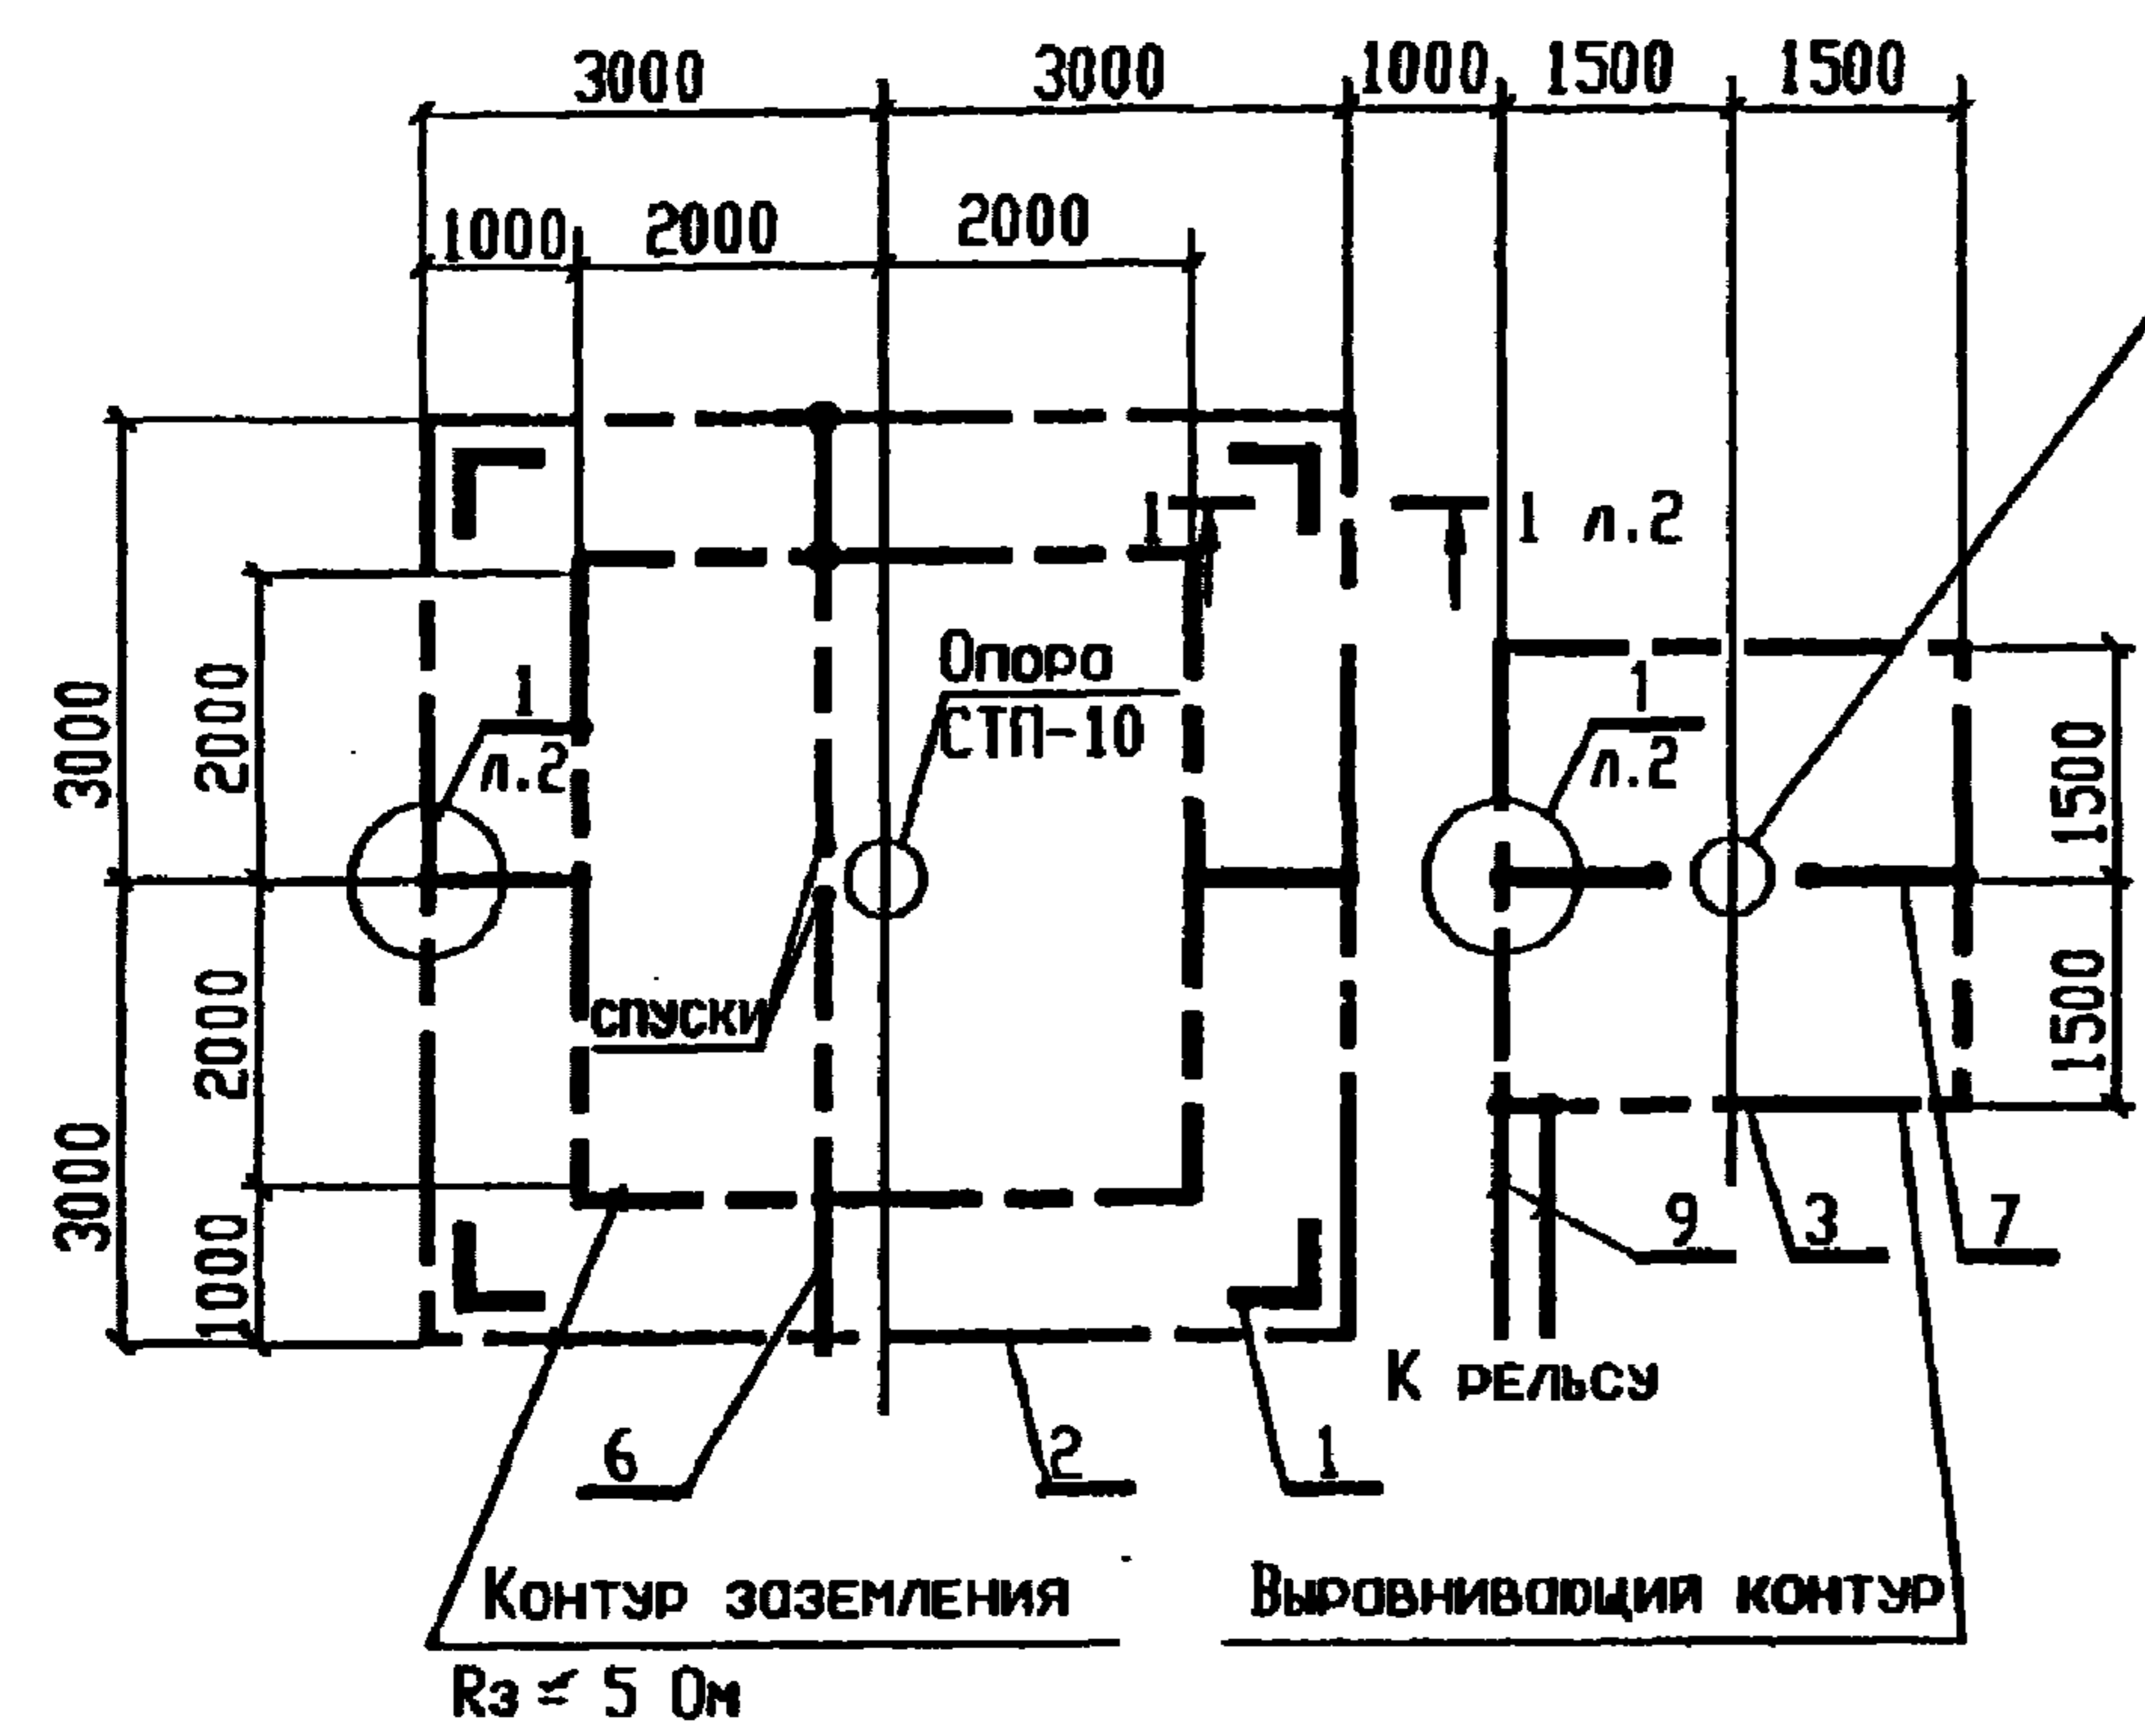 3000 3000 1000 1500 1500
1000 2000 2000
1 1 л.2
Опора
СТП-10
1
л.2
1
л.2
3000
2000
1500
спуски
2000
1500
3000
1000
9 3 7
К рельсу
6 2 1
Контур заземления
Rз ≤ 5 Ом
Выровнивающий контур